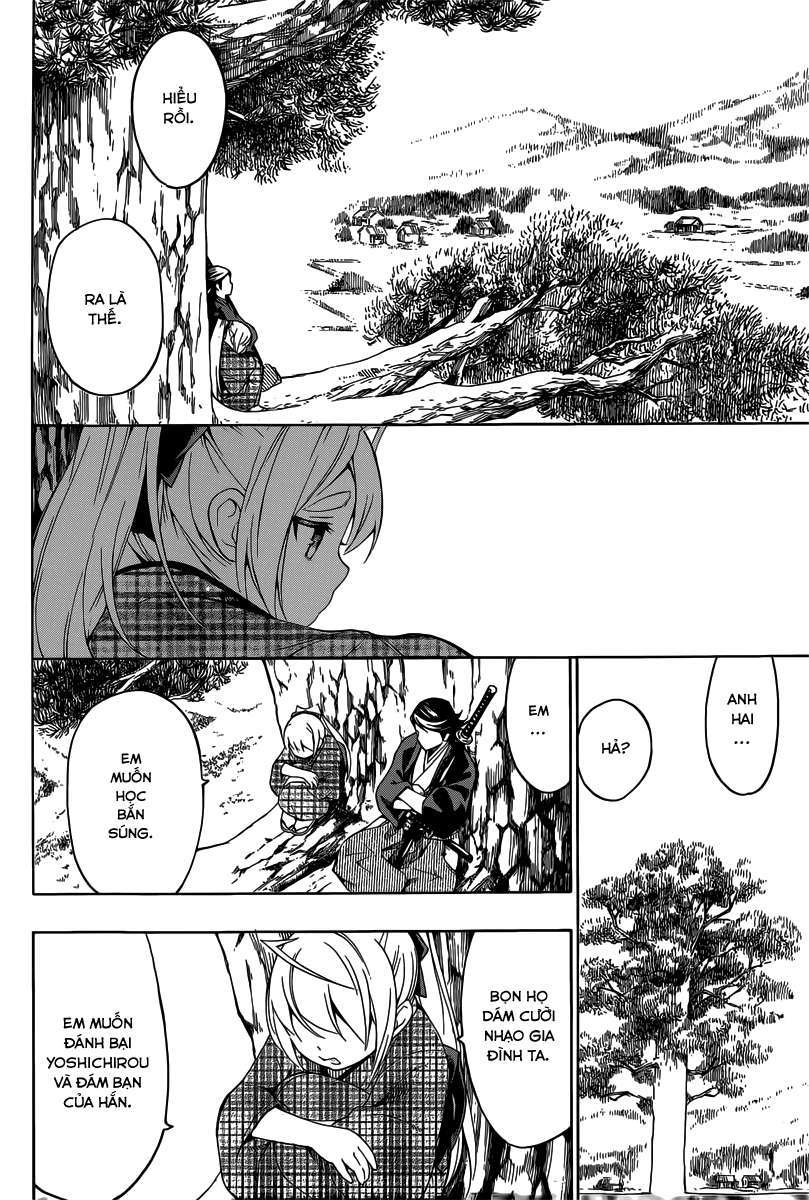 HIỂU
RỒI.
RA LÀ
THẾ.
ANH
HAI
...
HẢ?
EM
...
EM
MUỐN
HỌC
BẮN
SÚNG.
BỌN HỌ
DÁM CƯỜI
NHẠO GIA
ĐÌNH TA.
EM MUỐN
ĐÁNH BẠI
YOSHICHIROU
VÀ ĐÁM BẠN
CỦA HẮN.